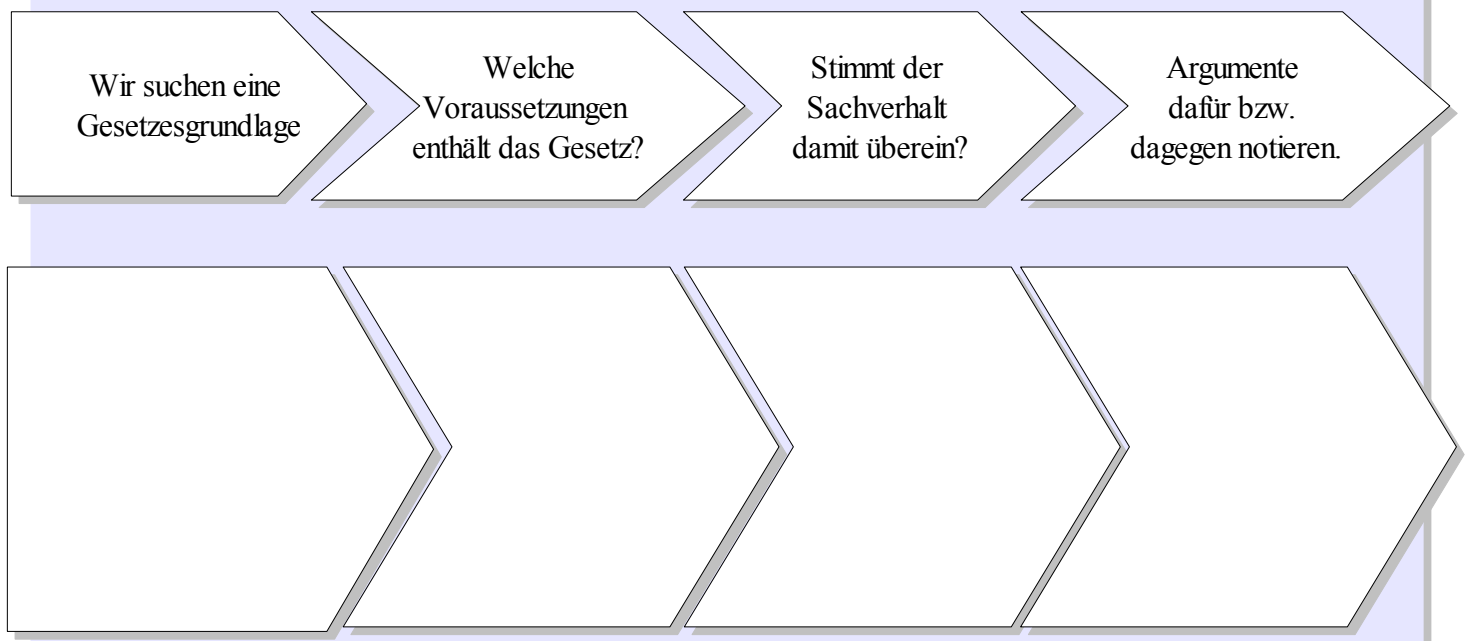 Wir suchen eine
Gesetzesgrundlage
Welche
Voraussetzungen
enthält das Gesetz?
Stimmt der
Sachverhalt
damit überein?
Argumente
dafür bzw.
dagegen notieren.